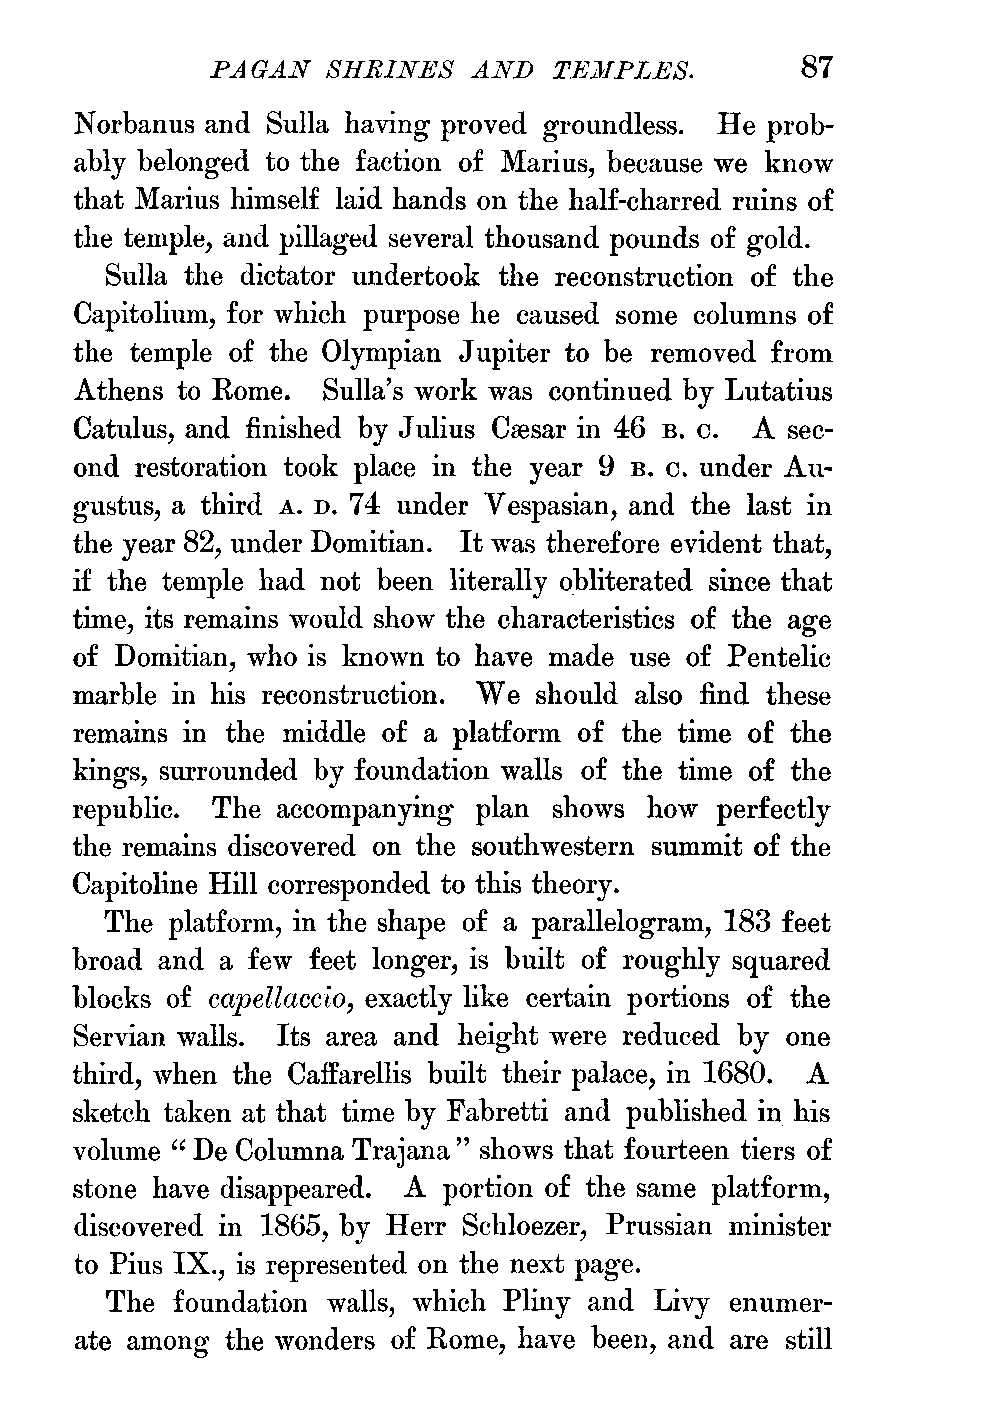 PAGAN SHRINES AND TEMPLES. 87
Norbanus and Sulla having proved groundless. He prob-
ably belonged to the faction of Marius, because we know
that Marius himself laid hands on the half-charred ruins of
the temple, and pillaged several thousand pounds of gold.
Sulla the dictator undertook the reconstruction of the
Capitolium, for which purpose he caused some columns of
the temple of the Olympian Jupiter to be removed from
Athens to Rome. Sulla's work was continued by Lutatius
Catulus, and finished by Julius Cæsar in 46 B. C. A sec-
ond restoration took place in the year 9 B. C. under Au-
gustus, a third A. D. 74 under Vespasian, and the last in
the year 82, under Domitian. It was therefore evident that,
if the temple had not been literally obliterated since that
time, its remains would show the characteristics of the age
of Domitian, who is known to have made use of Pentelic
marble in his reconstruction. We should also find these
remains in the middle of a platform of the time of the
kings, surrounded by foundation walls of the time of the
republic. The accompanying plan shows how perfectly
the remains discovered on the southwestern summit of the
Capitoline Hill corresponded to this theory.
The platform, in the shape of a parallelogram, 183 feet
broad and a few feet longer, is built of roughly squared
blocks of capellaccio, exactly like certain portions of the
Servian walls. Its area and height were reduced by one
third, when the Caffarellis built their palace, in 1680. A
sketch taken at that time by Fabretti and published in his
volume “ De Columna Trajana ” shows that fourteen tiers of
stone have disappeared. A portion of the same platform,
discovered in 1865, by Herr Schloezer, Prussian minister
to Pius IX., is represented on the next page.
The foundation walls, which Pliny and Livy enumer-
ate among the wonders of Rome, have been, and are still